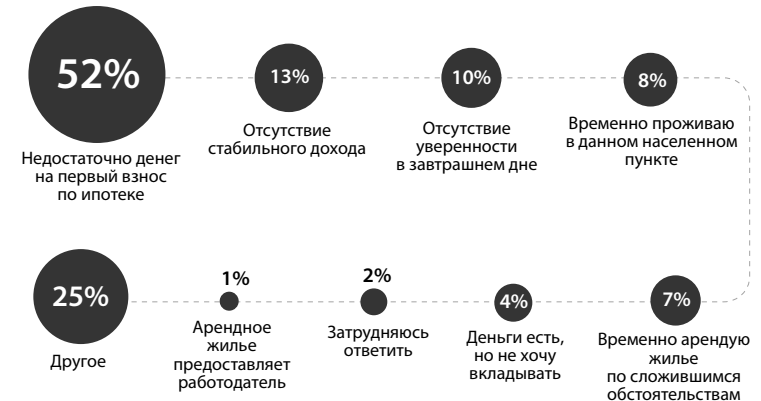 52%
Недостаточно денег
на первый взнос
по ипотеке
13%
Отсутствие
стабильного дохода
10%
Отсутствие
уверенности
в завтрашнем дне
8%
Временно проживаю
в данном населенном
пункте
25%
Другое
1%
Арендное
жилье
предоставляет
работодатель
2%
Затрудняюсь
ответить
4%
Деньги есть,
но не хочу
вкладывать
7%
Временно арендую
жилье
по сложившимся
обстоятельствам